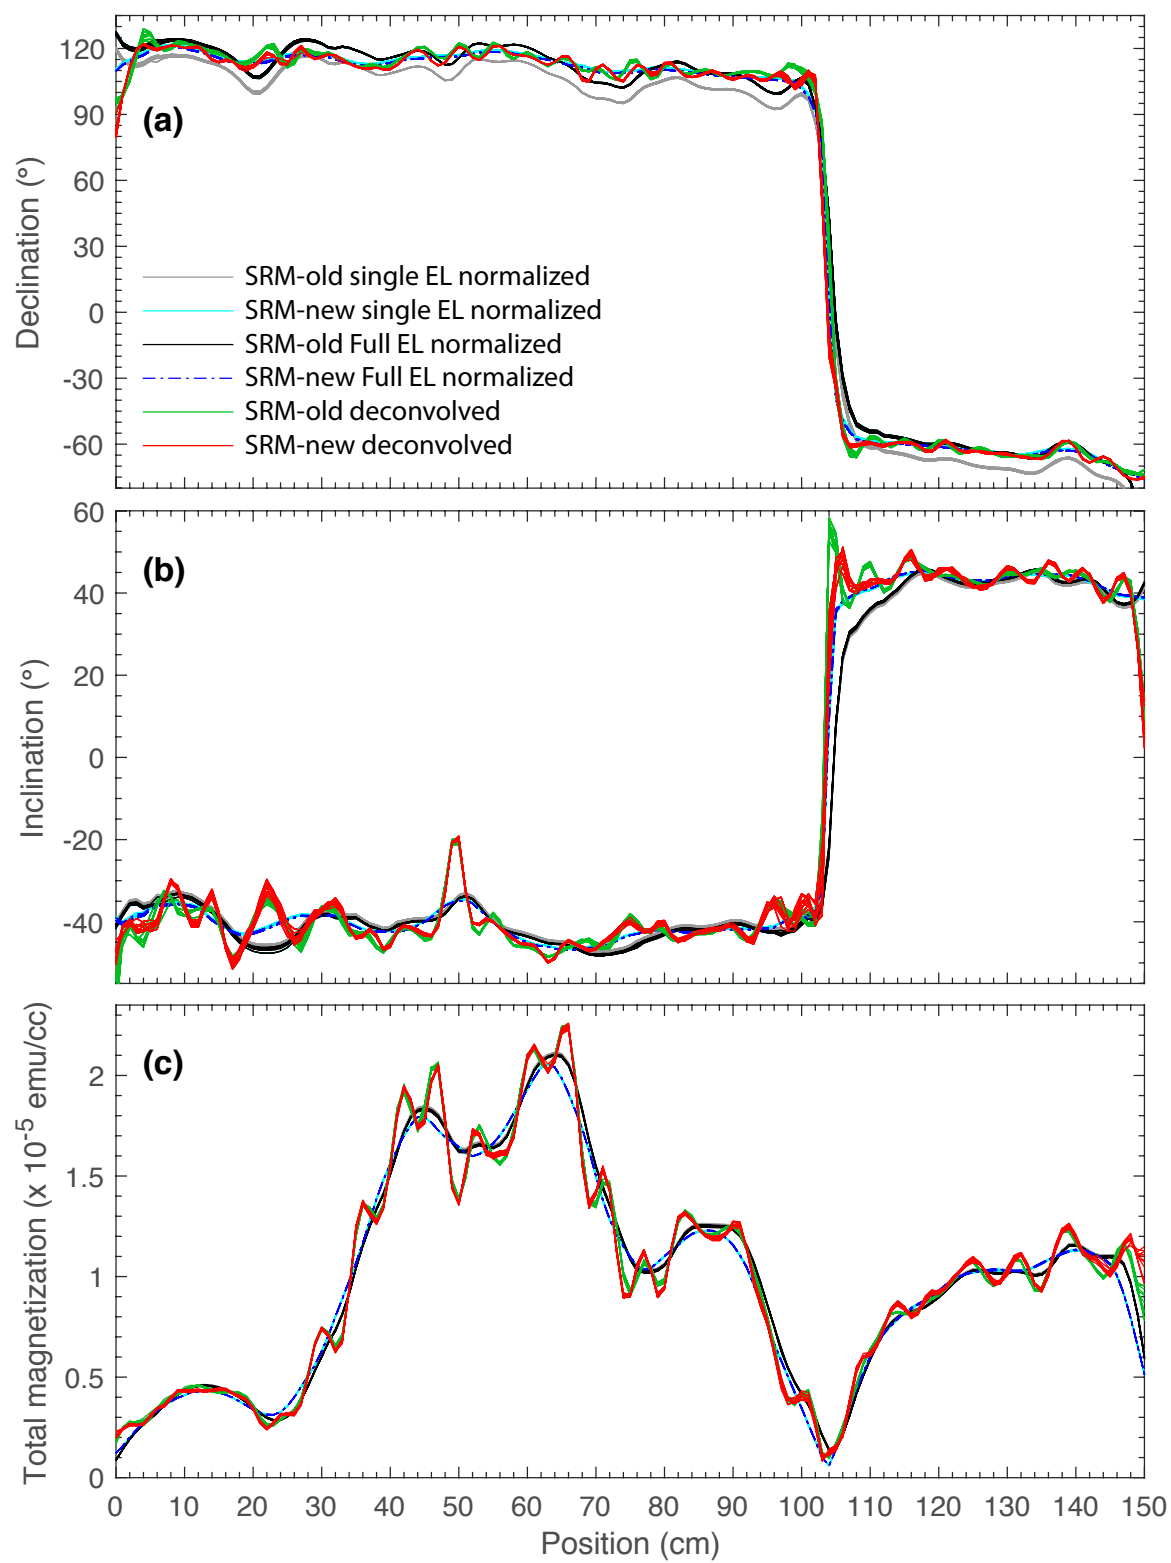 120
90
60
30
0
-30
-60
Declination (°)
(a)
SRM-old single EL normalized
SRM-new single EL normalized
SRM-old Full EL normalized
SRM-new Full EL normalized
SRM-old deconvolved
SRM-new deconvolved
60
40
20
0
-20
-40
Inclination (°)
(b)
2
1.5
1
0.5
0
Total magnetization (x 10-5 emu/cc)
(c)
0 10 20 30 40 50 60 70 80 90 100 110 120 130 140 150
Position (cm)